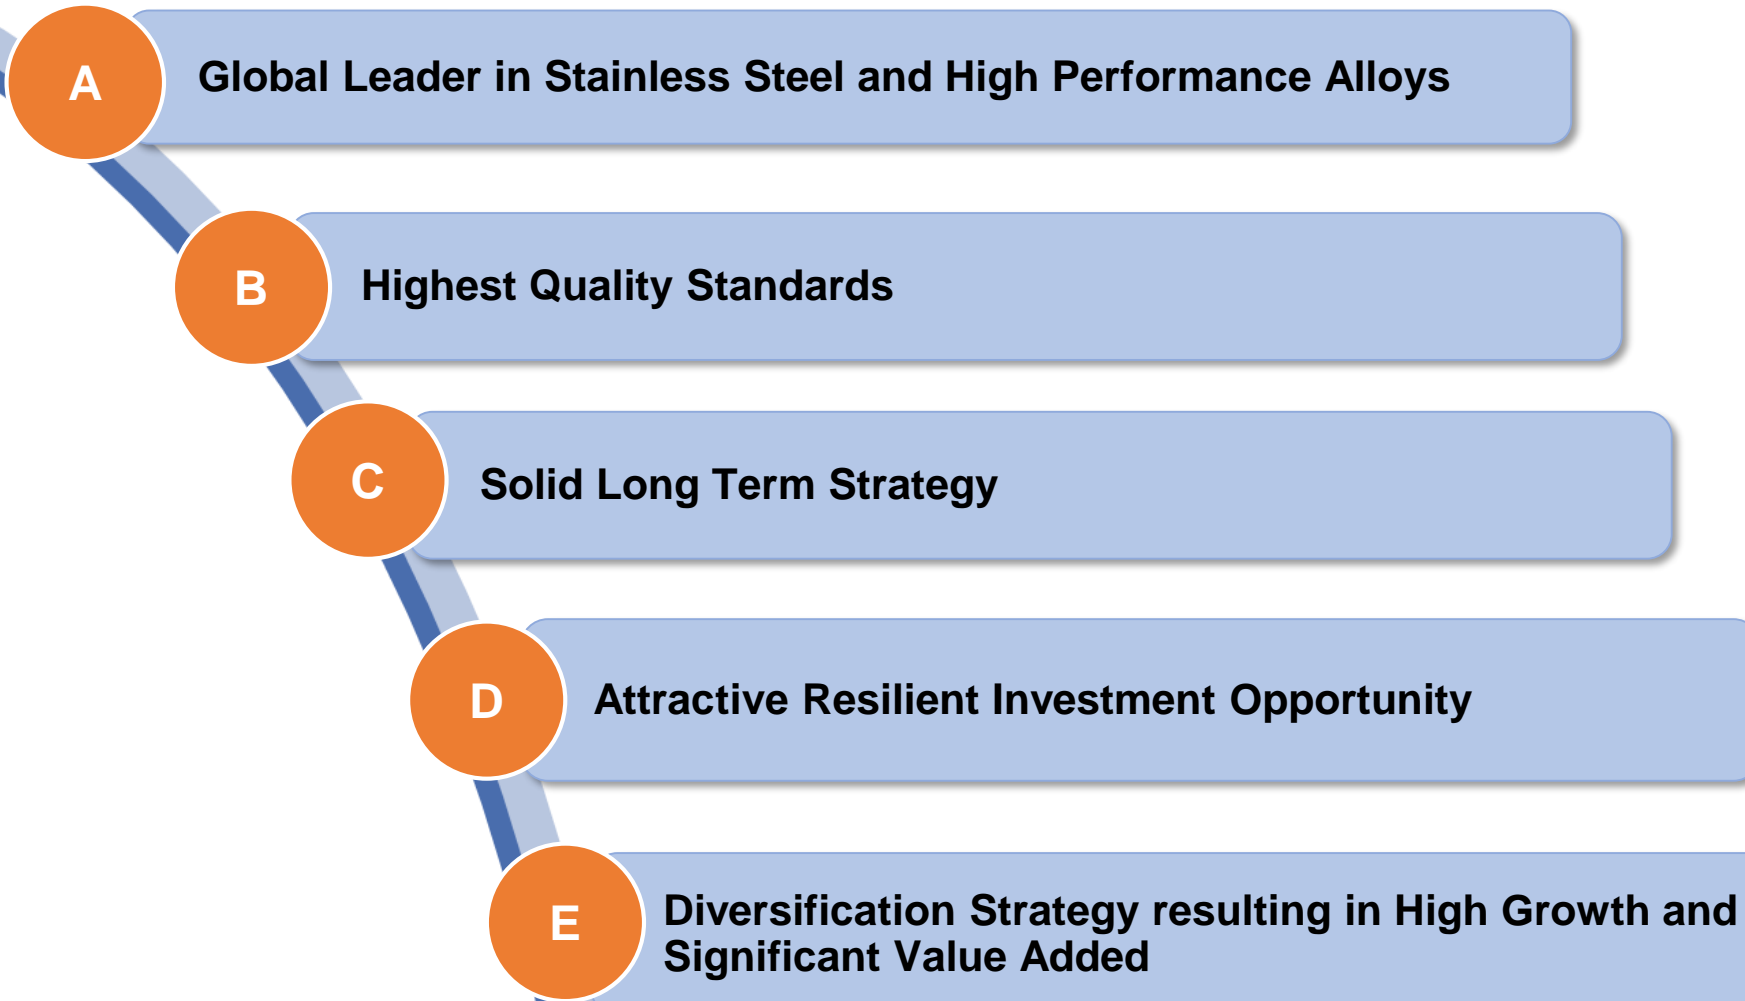 A
Global Leader in Stainless Steel and High Performance Alloys
B
Highest Quality Standards
C
Solid Long Term Strategy
D
Attractive Resilient Investment Opportunity
E
Diversification Strategy resulting in High Growth and
Significant Value Added